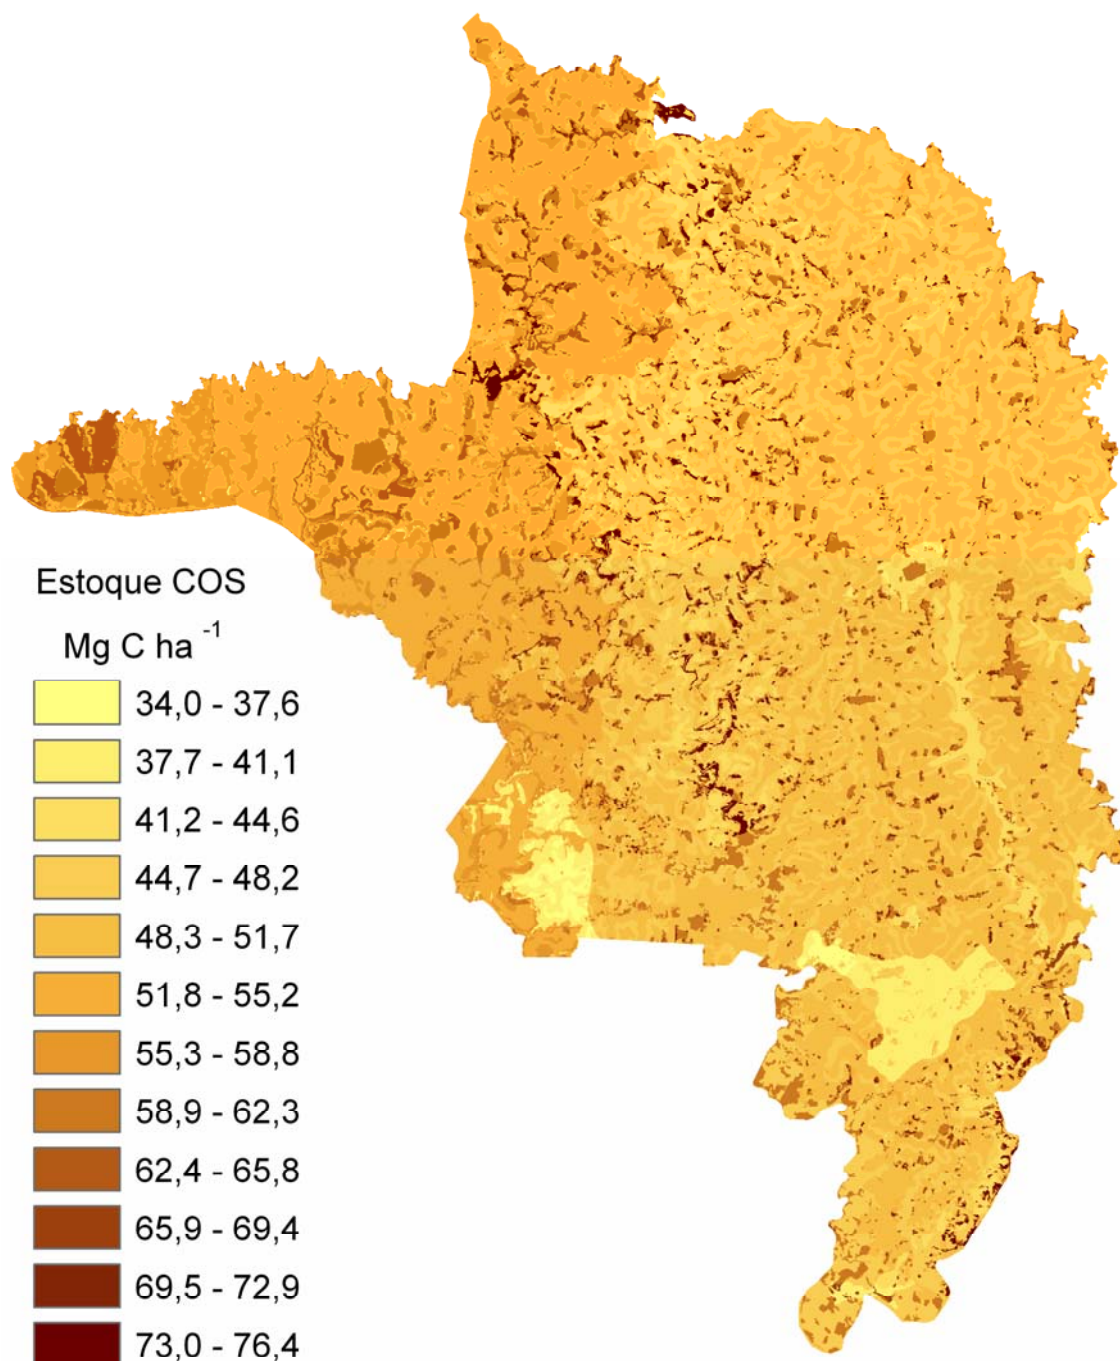 Estoque COS
Mg C ha -1
34,0 - 37,6
37,7 - 41,1
41,2 - 44,6
44,7 - 48,2
48,3 - 51,7
51,8 - 55,2
55,3 - 58,8
58,9 - 62,3
62,4 - 65,8
65,9 - 69,4
69,5 - 72,9
73,0 - 76,4